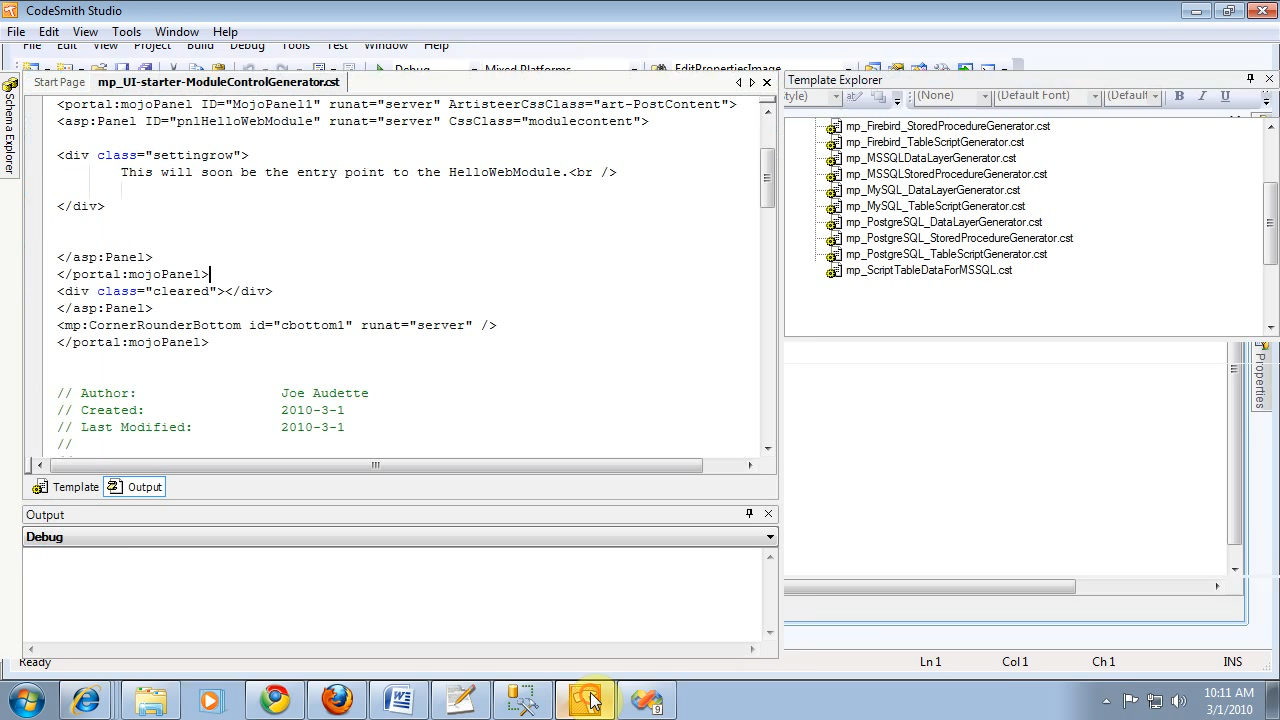 CodeSmith Studio
File Edit View Tools Window Help
File Edit View Project Build Debug Tools Test Window Help
Debug Mixed Platforms EditPropertiesImage
Start Page mp_UI-starter-ModuleControlGenerator.cst
Template Explorer
Style) (None) (Default Font) (Default B I U
Schema Explorer
<portal:mojoPanel ID="MojoPanel1" runat="server" ArtisteerCssClass="art-PostContent">
<asp:Panel ID="pnlHelloWebModule" runat="server" CssClass="modulecontent">
<div class="settingrow">
This will soon be the entry point to the HelloWebModule.<br />
</div>
</asp:Panel>
</portal:mojoPanel>
<div class="cleared"></div>
</asp:Panel>
<mp:CornerRounderBottom id="cbottom1" runat="server" />
</portal:mojoPanel>
// Author: Joe Audette
// Created: 2010-3-1
// Last Modified: 2010-3-1
//
mp_Firebird_StoredProcedureGenerator.cst
mp_Firebird_TableScriptGenerator.cst
mp_MSSQLDataLayerGenerator.cst
mp_MSSQLStoredProcedureGenerator.cst
mp_MySQL_DataLayerGenerator.cst
mp_MySQL_TableScriptGenerator.cst
mp_PostgreSQL_DataLayerGenerator.cst
mp_PostgreSQL_StoredProcedureGenerator.cst
mp_PostgreSQL_TableScriptGenerator.cst
mp_ScriptTableDataForMSSQL.cst
Properties
Template Output
Output
Debug
Ready Ln 1 Col 1 Ch 1 INS
10:11 AM
3/1/2010